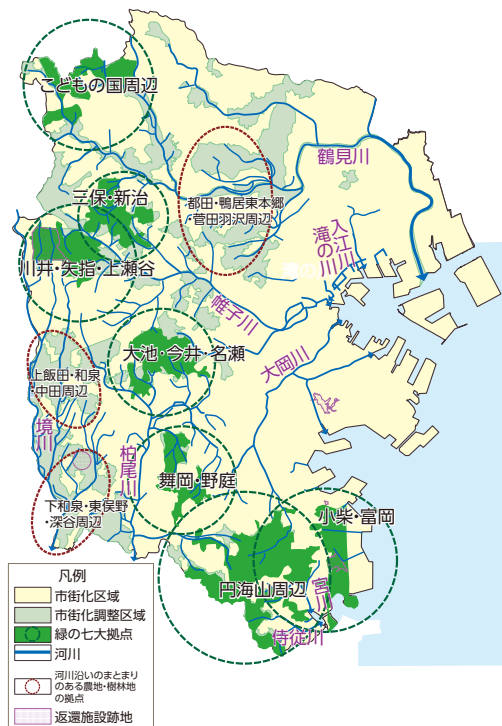 こどもの国周辺
鶴見川
三保・新治
都田・鴨居東本郷
・菅田羽沢周辺
入江川
滝の川
川井・矢指・上瀬谷
帷子川
大池・今井・名瀬
大岡川
上飯田・和泉
・中田周辺
境川
柏尾川
舞岡・野庭
下和泉・東俣野
・深谷周辺
小柴・富岡
円海山周辺
宮川
侍従川
凡例
市街化区域
市街化調整区域
緑の七大拠点
河川
河川沿いのまとまり
のある農地・樹林地
の拠点
返還施設跡地